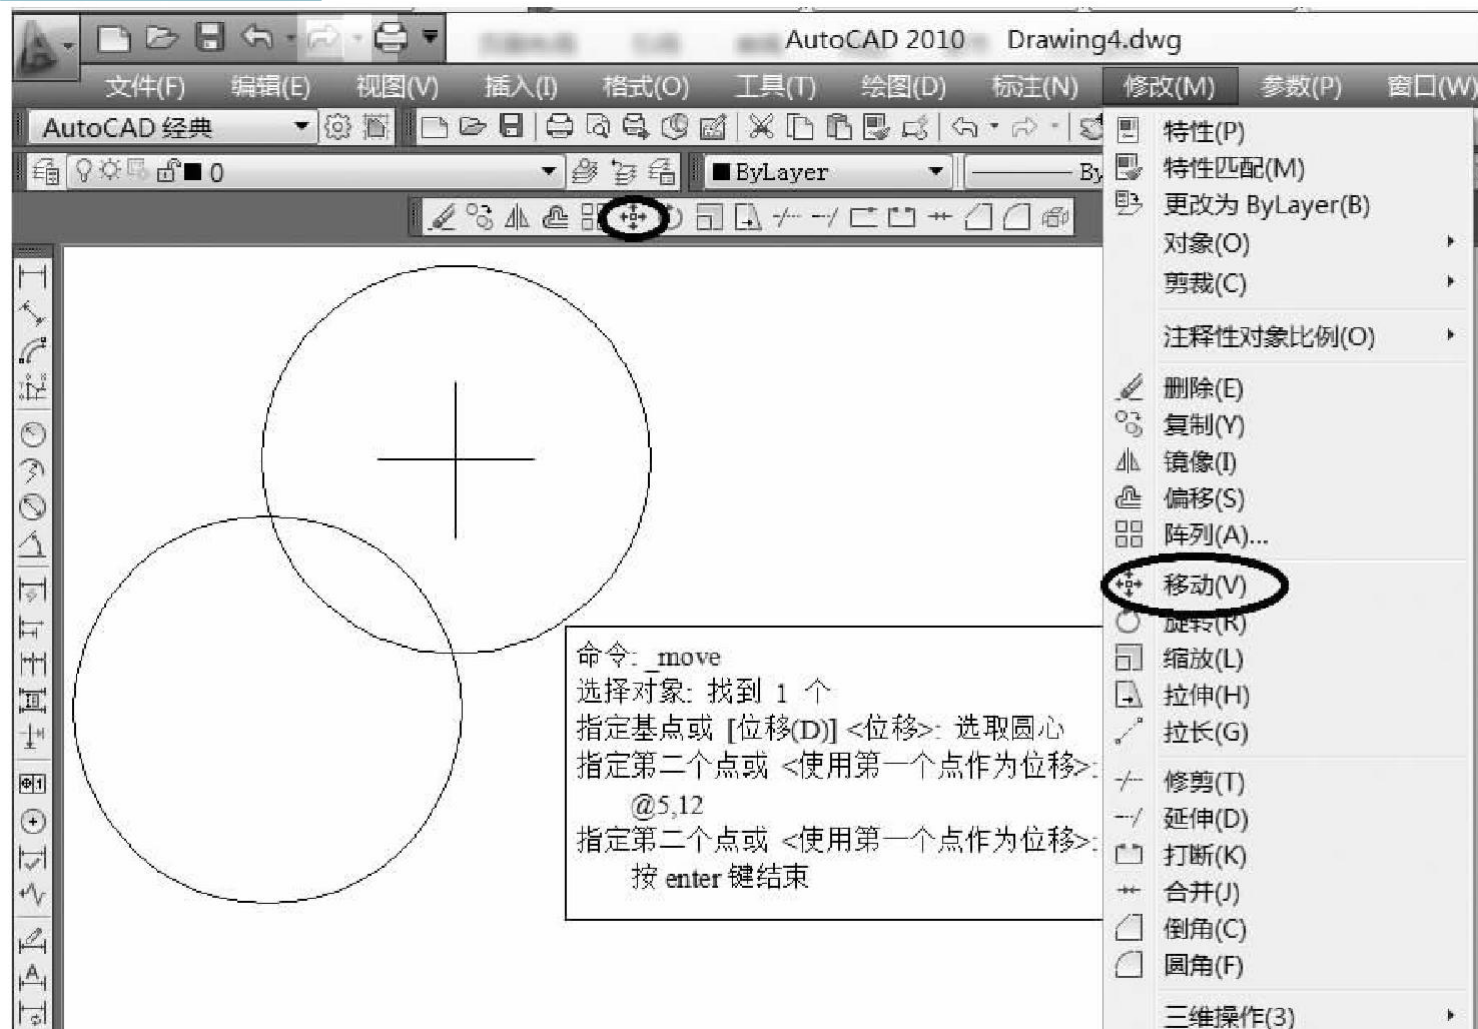 AutoCAD 2010 Drawing4.dwg
文件(F) 编辑(E) 视图(V) 插入(I) 格式(O) 工具(T) 绘图(D) 标注(N) 修改(M) 参数(P) 窗口(W)
AutoCAD 经典
0 ByLayer By
特性(P)
特性匹配(M)
更改为 ByLayer(B)
对象(O)
剪裁(C)
注释性对象比例(O)
删除(E)
复制(Y)
镜像(I)
偏移(S)
阵列(A)...
移动(V)
旋转(R)
缩放(L)
拉伸(H)
拉长(G)
修剪(T)
延伸(D)
打断(K)
合并(J)
倒角(C)
圆角(F)
三维操作(3)
命令: _move
选择对象: 找到 1 个
指定基点或 [位移(D)] <位移>: 选取圆心
指定第二个点或 <使用第一个点作为位移>:
@5,12
指定第二个点或 <使用第一个点作为位移>:
按 enter 键结束